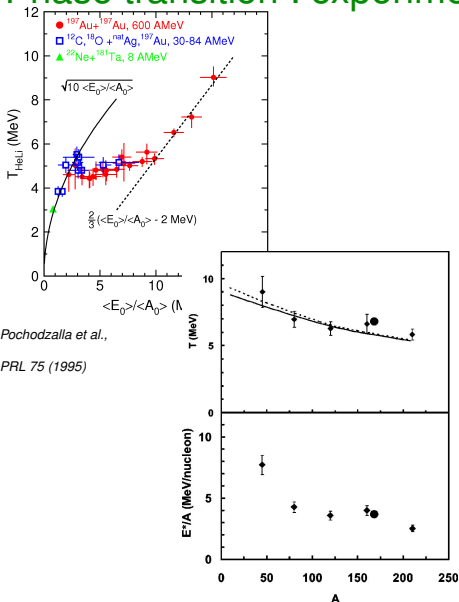 Phase transition : experime
12
10
8
6
4
2
0
T_HeLi (MeV)
● ¹⁹⁷Au+¹⁹⁷Au, 600 AMeV
¹²C,¹⁸O +ⁿᵃᵗAg,¹⁹⁷Au, 30-84 AMeV
▲ ²²Ne+¹⁸¹Ta, 8 AMeV
√10 <E₀>/<A₀>
2/3 (<E₀>/<A₀> - 2 MeV)
0 5 10
<E₀>/<A₀> (M
Pochodzalla et al.,
PRL 75 (1995)
10
5
0
T (MeV)
10
5
0
E*/A (MeV/nucleon)
0 50 100 150 200 250
A